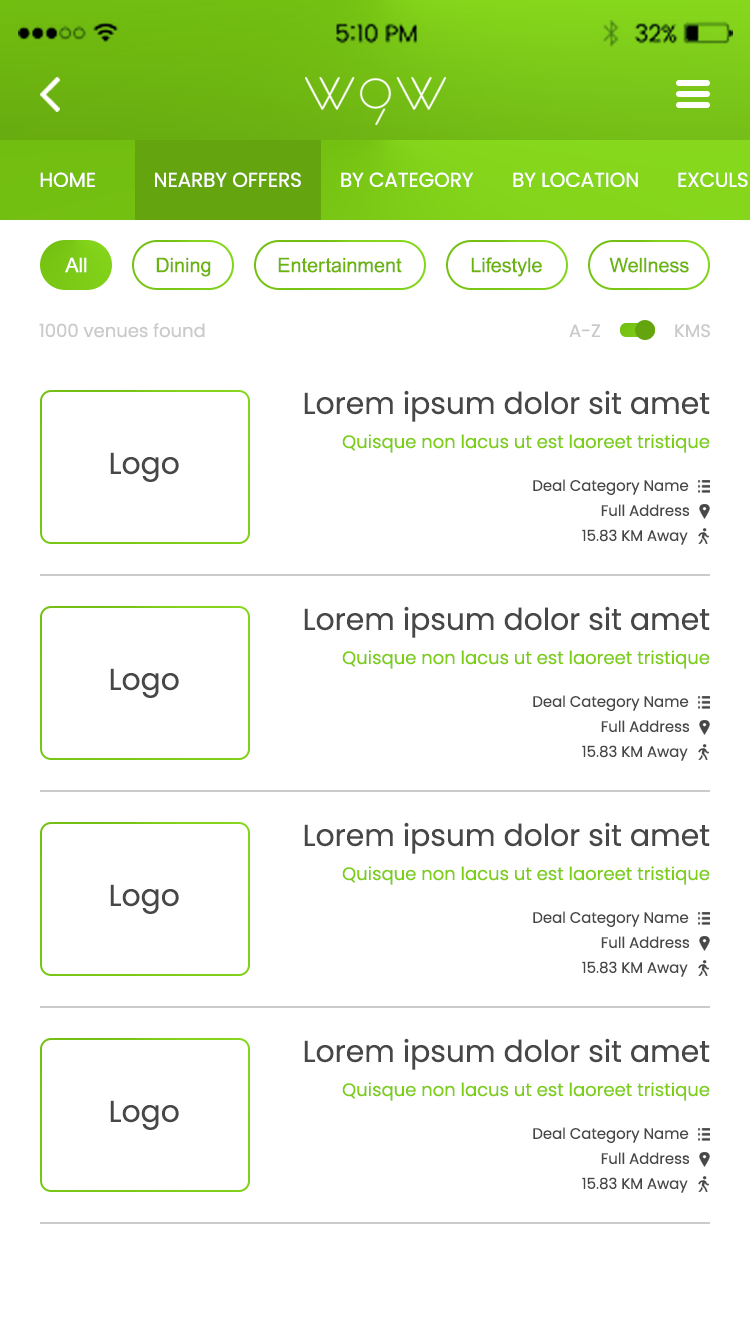 5:10 PM 32%
WOW
HOME NEARBY OFFERS BY CATEGORY BY LOCATION EXCULS
All Dining Entertainment Lifestyle Wellness
1000 venues found A-Z KMS
Lorem ipsum dolor sit amet
Quisque non lacus ut est laoreet tristique
Logo
Deal Category Name
Full Address
15.83 KM Away
Lorem ipsum dolor sit amet
Quisque non lacus ut est laoreet tristique
Logo
Deal Category Name
Full Address
15.83 KM Away
Lorem ipsum dolor sit amet
Quisque non lacus ut est laoreet tristique
Logo
Deal Category Name
Full Address
15.83 KM Away
Lorem ipsum dolor sit amet
Quisque non lacus ut est laoreet tristique
Logo
Deal Category Name
Full Address
15.83 KM Away